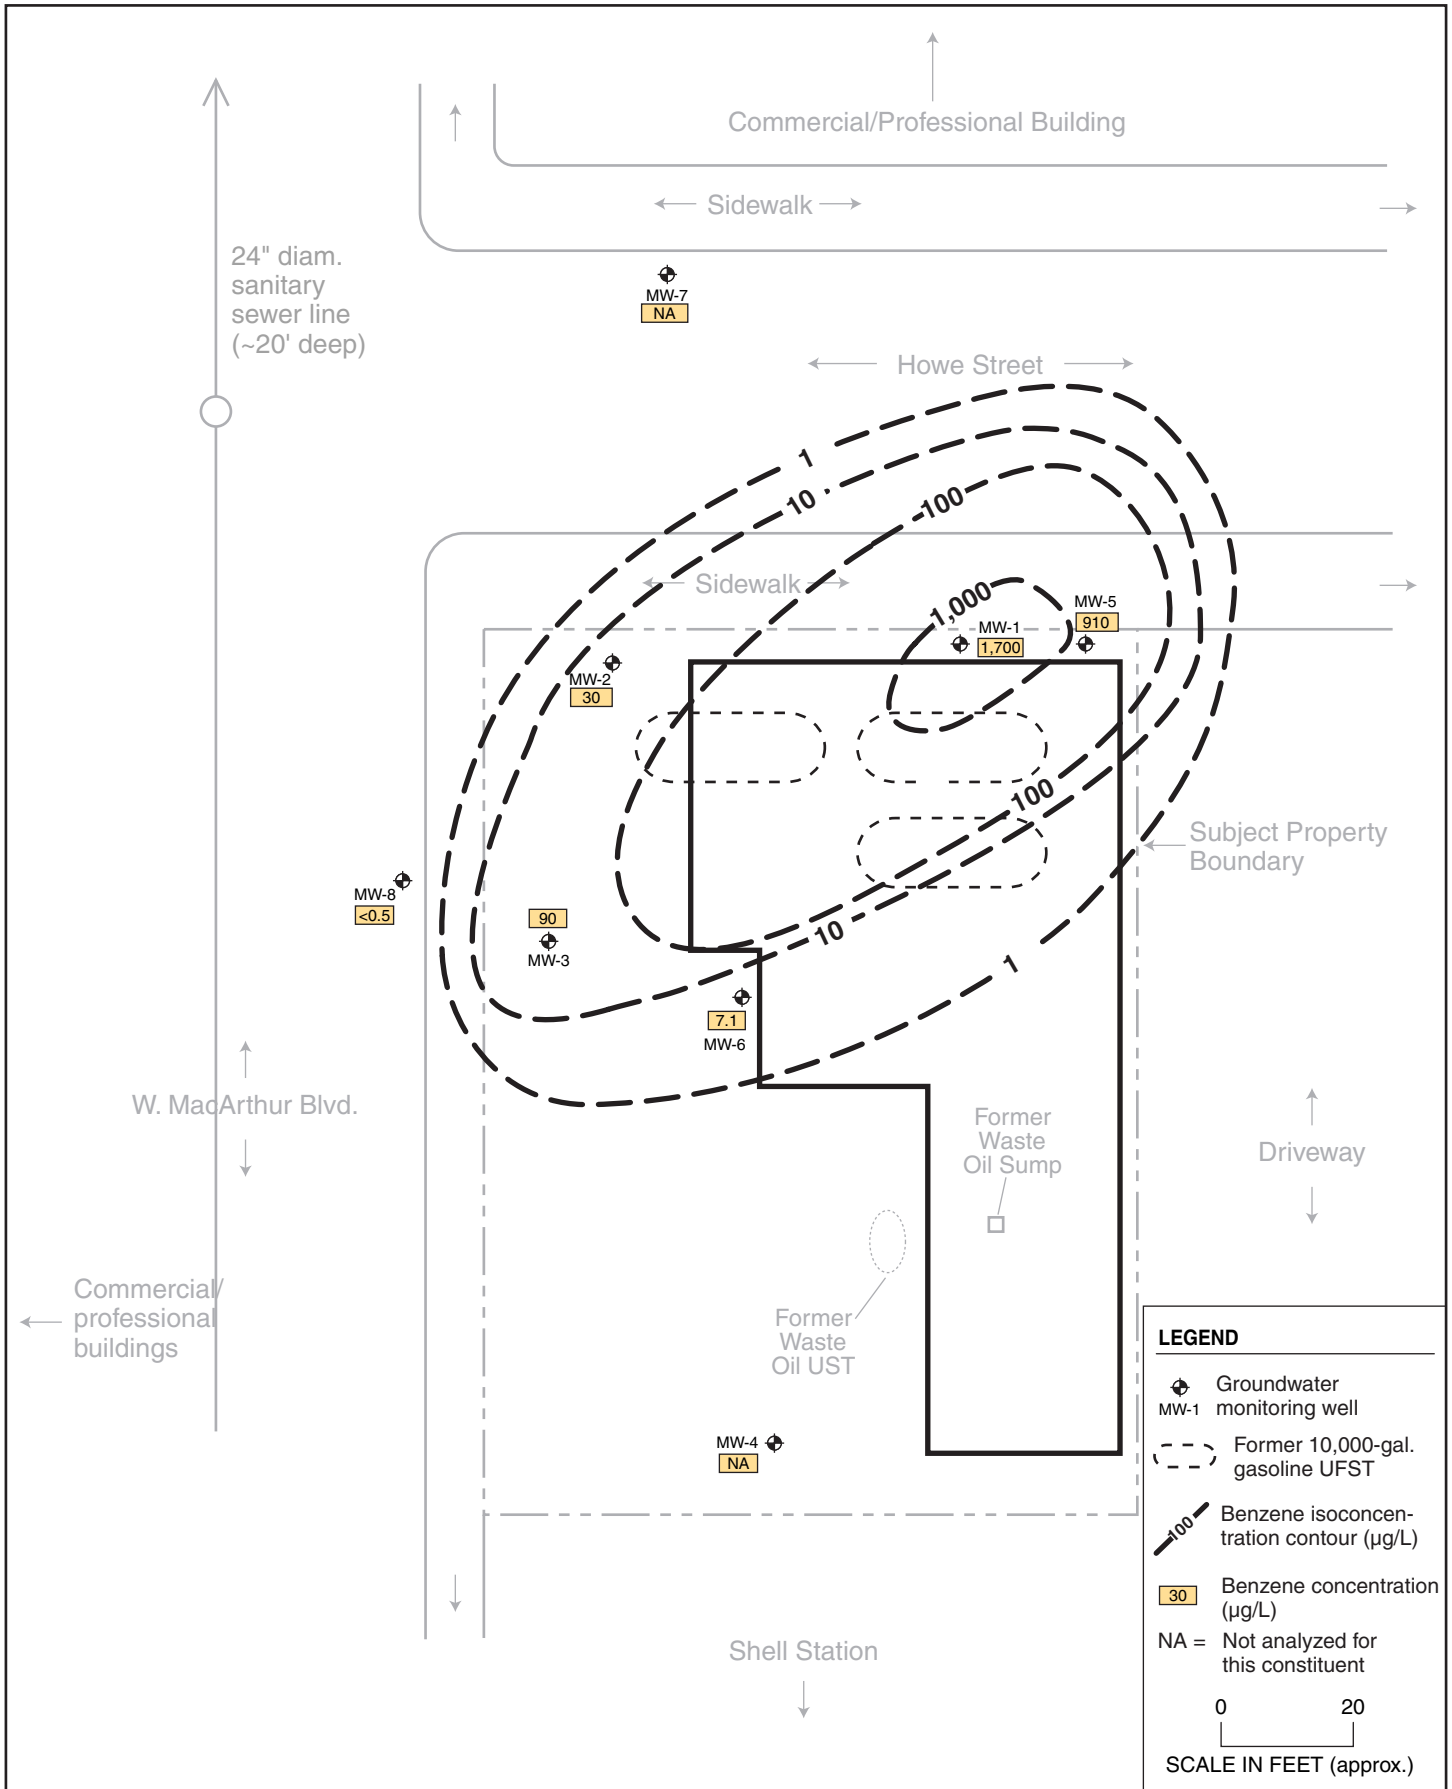 Commercial/Professional Building
Sidewalk
24" diam.
sanitary
sewer line
(~20' deep)
MW-7
NA
Howe Street
1
10
100
Sidewalk
1,000
MW-5
910
MW-1
1,700
MW-2
30
100
Subject Property
Boundary
MW-8
<0.5
90
MW-3
10
1
7.1
MW-6
W. MacArthur Blvd.
Former
Waste
Oil Sump
Driveway
Commercial/
professional
buildings
Former
Waste
Oil UST
MW-4
NA
Shell Station
LEGEND
Groundwater
MW-1 monitoring well
Former 10,000-gal.
gasoline UFST
100
Benzene isoconcen-
tration contour (µg/L)
30
Benzene concentration
(µg/L)
NA = Not analyzed for
this constituent
0 20
SCALE IN FEET (approx.)